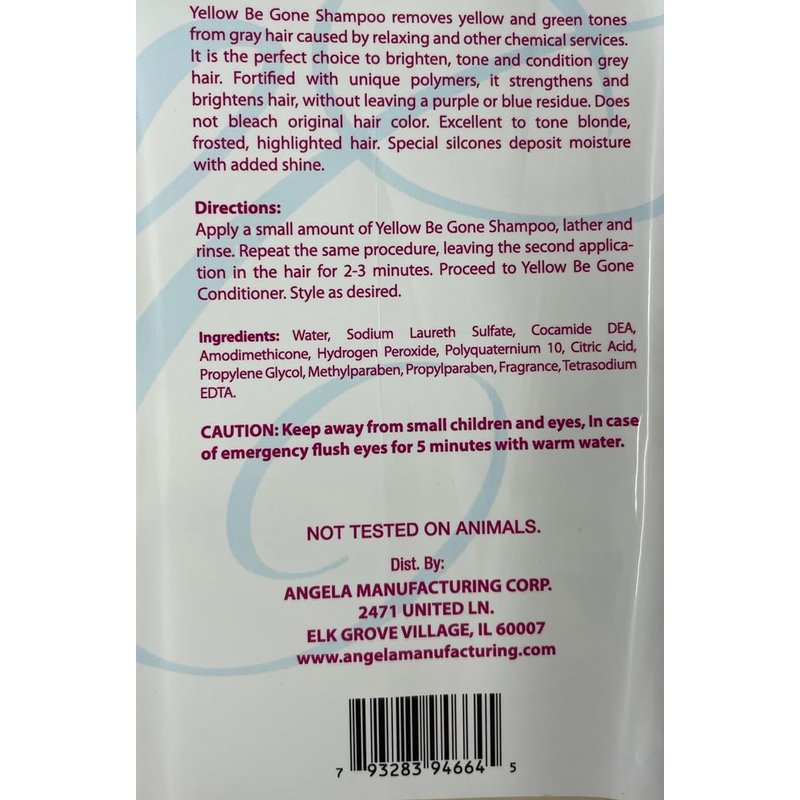 Yellow Be Gone Shampoo removes yellow and green tones
from gray hair caused by relaxing and other chemical services.
It is the perfect choice to brighten, tone and condition grey
hair. Fortified with unique polymers, it strengthens and
brightens hair, without leaving a purple or blue residue. Does
not bleach original hair color. Excellent to tone blonde,
frosted, highlighted hair. Special silcones deposit moisture
with added shine.
Directions:
Apply a small amount of Yellow Be Gone Shampoo, lather and
rinse. Repeat the same procedure, leaving the second applica-
tion in the hair for 2-3 minutes. Proceed to Yellow Be Gone
Conditioner. Style as desired.
Ingredients: Water, Sodium Laureth Sulfate, Cocamide DEA,
Amodimethicone, Hydrogen Peroxide, Polyquaternium 10, Citric Acid,
Propylene Glycol, Methylparaben, Propylparaben, Fragrance, Tetrasodium
EDTA.
CAUTION: Keep away from small children and eyes, In case
of emergency flush eyes for 5 minutes with warm water.
NOT TESTED ON ANIMALS.
Dist. By:
ANGELA MANUFACTURING CORP.
2471 UNITED LN.
ELK GROVE VILLAGE, IL 60007
www.angelamanufacturing.com
7 93283 94664 5